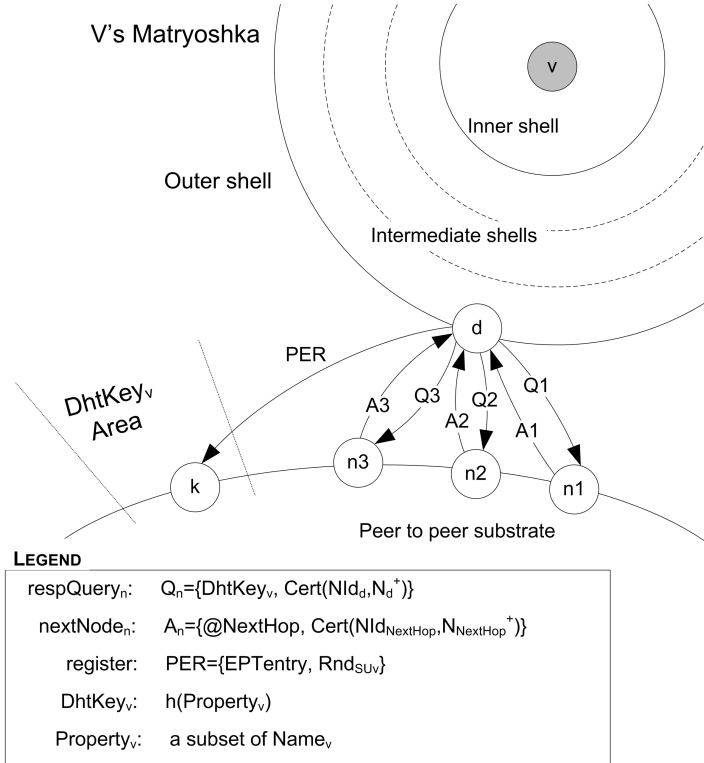 V's Matryoshka
v
Inner shell
Outer shell
Intermediate shells
d
PER
Q1
DhtKeyv
Area
A3
Q3
Q2
A2
A1
n3
n2
n1
k
Peer to peer substrate
LEGEND
respQueryn: Qn={DhtKeyv, Cert(NIdd,Nd+)}
nextNoden: An={@NextHop, Cert(NIdNextHop,NNextHop+)}
register: PER={EPTentry, RndSUv}
DhtKeyv: h(Propertyv)
Propertyv: a subset of Namev